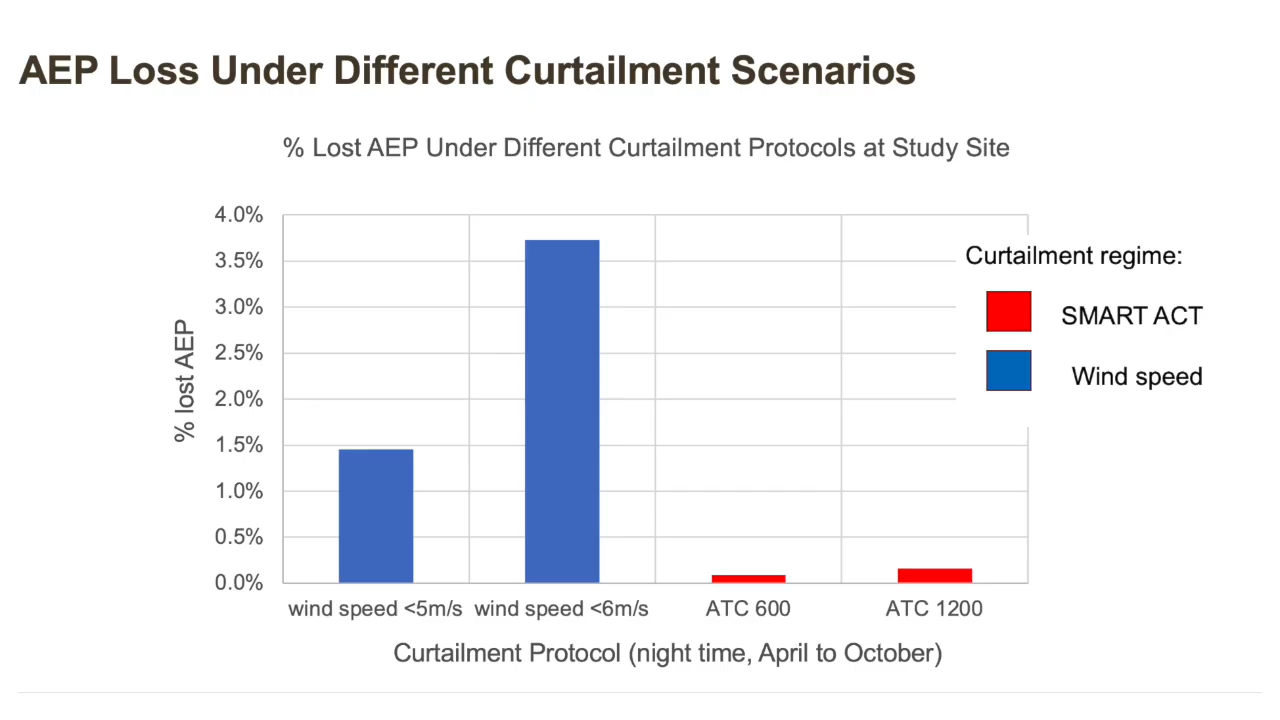 AEP Loss Under Different Curtailment Scenarios
% Lost AEP Under Different Curtailment Protocols at Study Site
4.0%
3.5%
3.0%
2.5%
2.0%
1.5%
1.0%
0.5%
0.0%
% lost AEP
wind speed <5m/s
wind speed <6m/s
ATC 600
ATC 1200
Curtailment Protocol (night time, April to October)
Curtailment regime:
SMART ACT
Wind speed